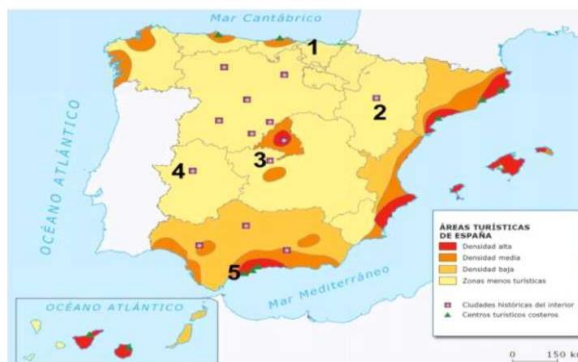 Mar Cantábrico
1
2
OCÉANO ATLÁNTICO
3
4
ÁREAS TURÍSTICAS
DE ESPAÑA
Densidad alta
Densidad media
Densidad baja
Zonas menos turísticas
5
Mar Mediterráneo
OCÉANO ATLÁNTICO
Ciudades históricas del interior
Centros turísticos costeros
0 150 km